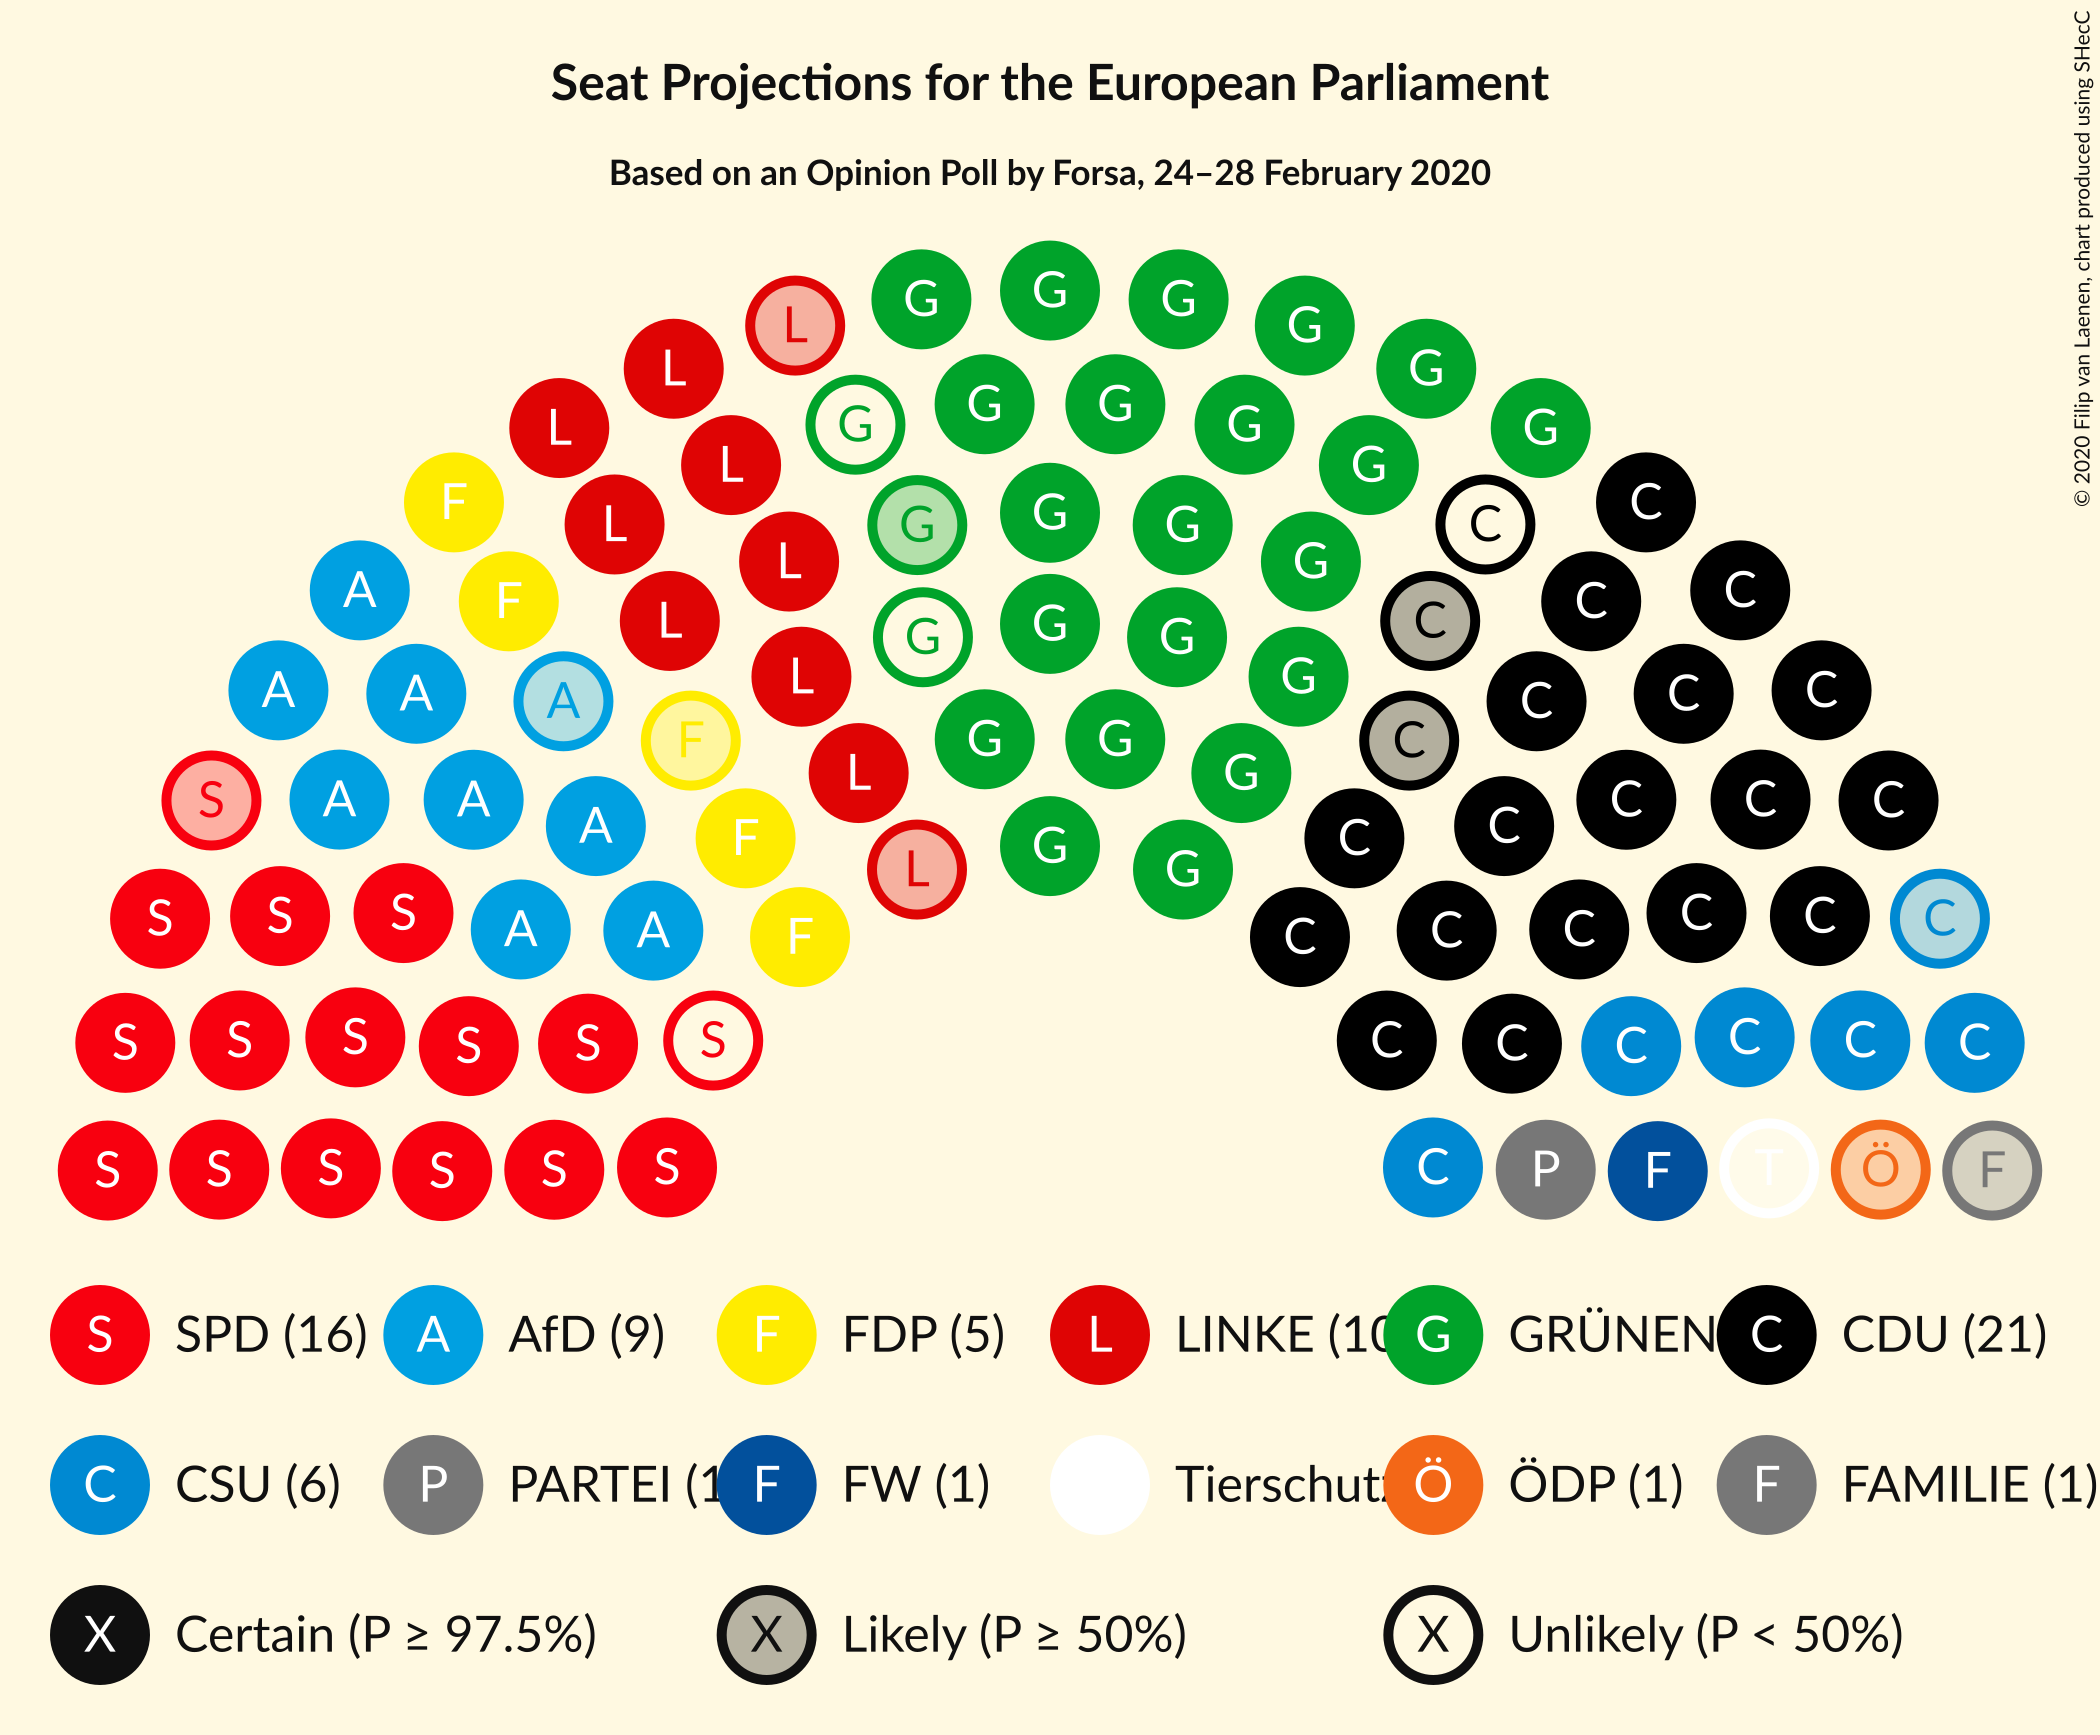 Seat Projections for the European Parliament
Based on an Opinion Poll by Forsa, 24–28 February 2020
© 2020 Filip van Laenen, chart produced using SHecC
G G G
L G
L G
L G G G G G
L L G
F L C C
L G G G
A F L G C C C
L G G G
A A A L G C C C C
F G G C
S A A L G C C C
A F C C C
L G G
S S S A A F C C C C C C
S S S S S S C C C C C C
S S S S S S C P F T Ö F
S SPD (16) A AfD (9) F FDP (5) L LINKE (10 G GRÜNEN C CDU (21)
C CSU (6) P PARTEI (1 F FW (1) Tierschutz Ö ÖDP (1) F FAMILIE (1)
X Certain (P ≥ 97.5%) X Likely (P ≥ 50%) X Unlikely (P < 50%)